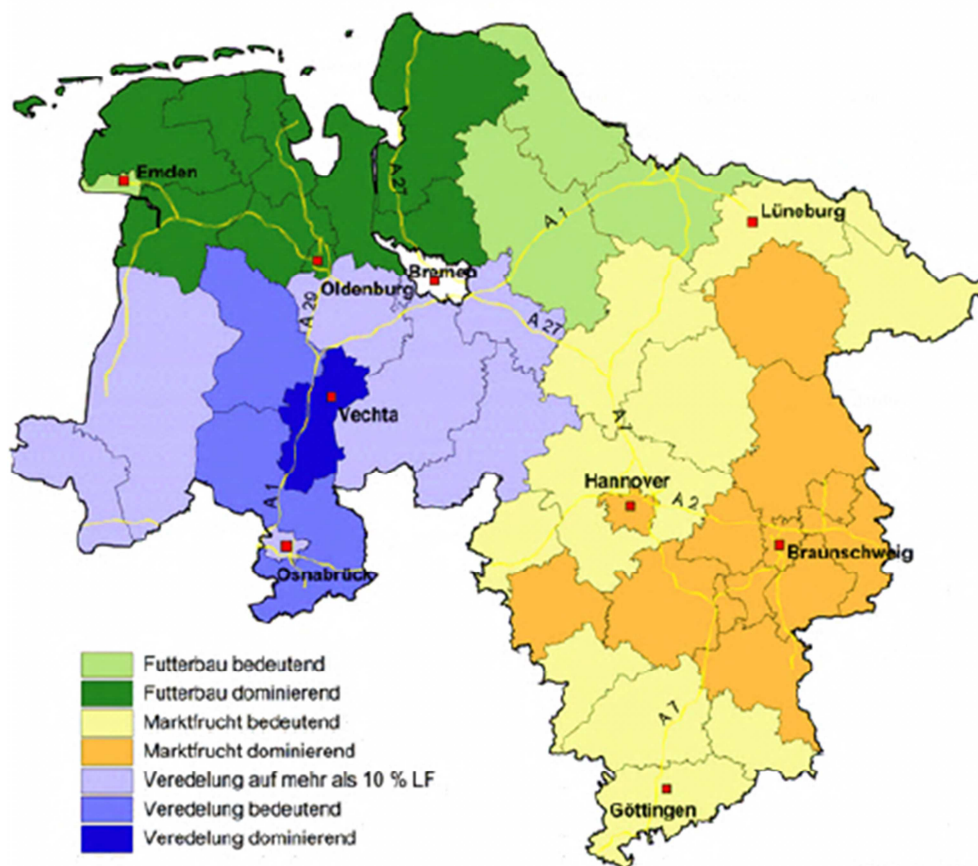 Emden
A 27
A 1
Lüneburg
Bremen
Oldenburg
A 29
A 27
Vechta
A 7
Hannover
A 2
A 1
Braunschweig
Osnabrück
A 7
Göttingen
Futterbau bedeutend
Futterbau dominierend
Marktfrucht bedeutend
Marktfrucht dominierend
Veredelung auf mehr als 10 % LF
Veredelung bedeutend
Veredelung dominierend